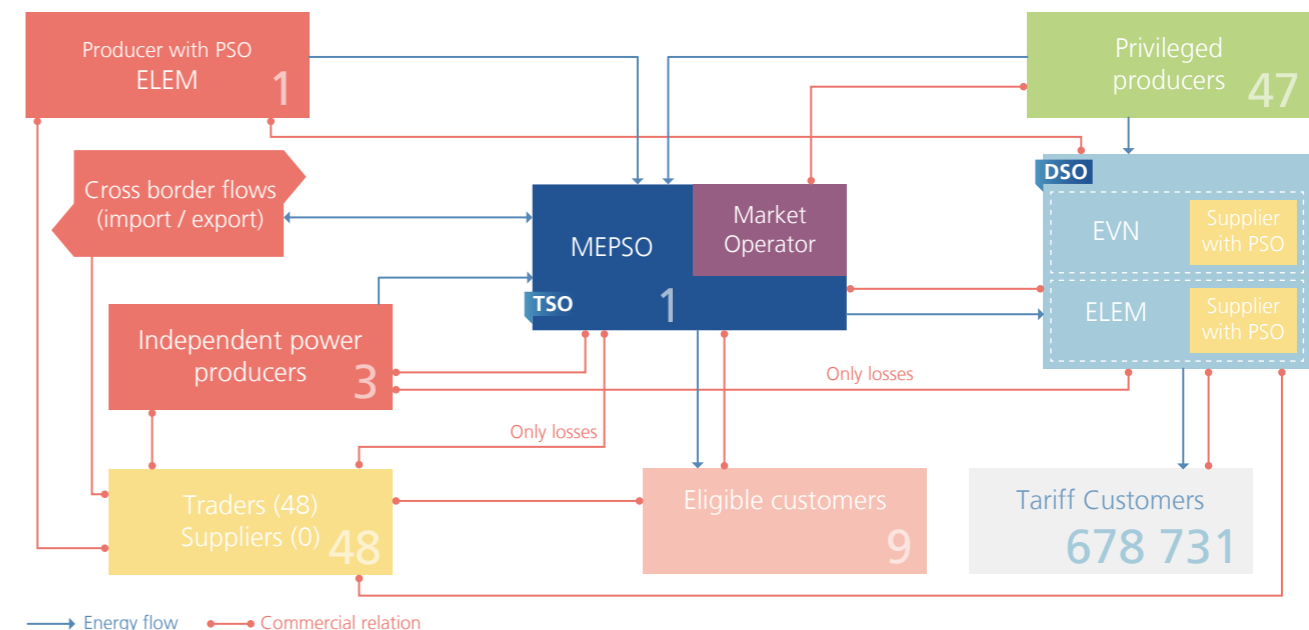 Producer with PSO
ELEM
1
Privileged
producers
47
Cross border flows
(import / export)
MEPSO
1
TSO
Market
Operator
DSO
EVN
Supplier
with PSO
ELEM
Supplier
with PSO
Independent power
producers
3
Only losses
Only losses
Traders (48)
Suppliers (0)
48
Eligible customers
9
Tariff Customers
678 731
Energy flow
Commercial relation